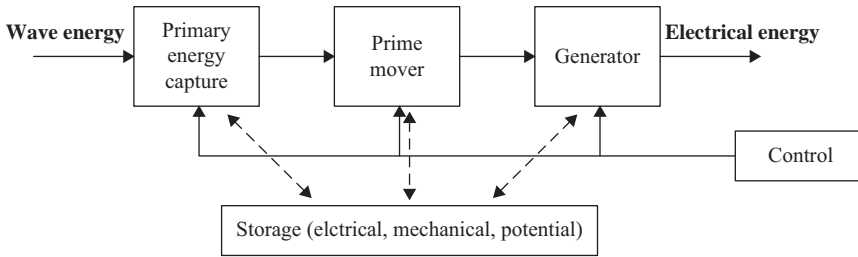 Wave energy
Primary
energy
capture
Prime
mover
Generator
Electrical energy
Control
Storage (elctrical, mechanical, potential)